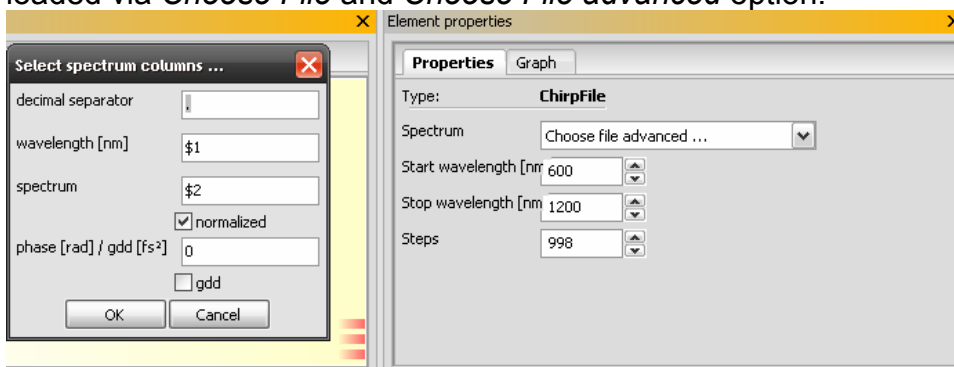 loaded via Choose File and Choose File advanced option.
Element properties
Select spectrum columns ...
decimal separator
,
wavelength [nm]
$1
spectrum
$2
normalized
phase [rad] / gdd [fs²]
0
gdd
OK Cancel
Properties Graph
Type: ChirpFile
Spectrum Choose file advanced ...
Start wavelength [nm 600
Stop wavelength [nm 1200
Steps 998